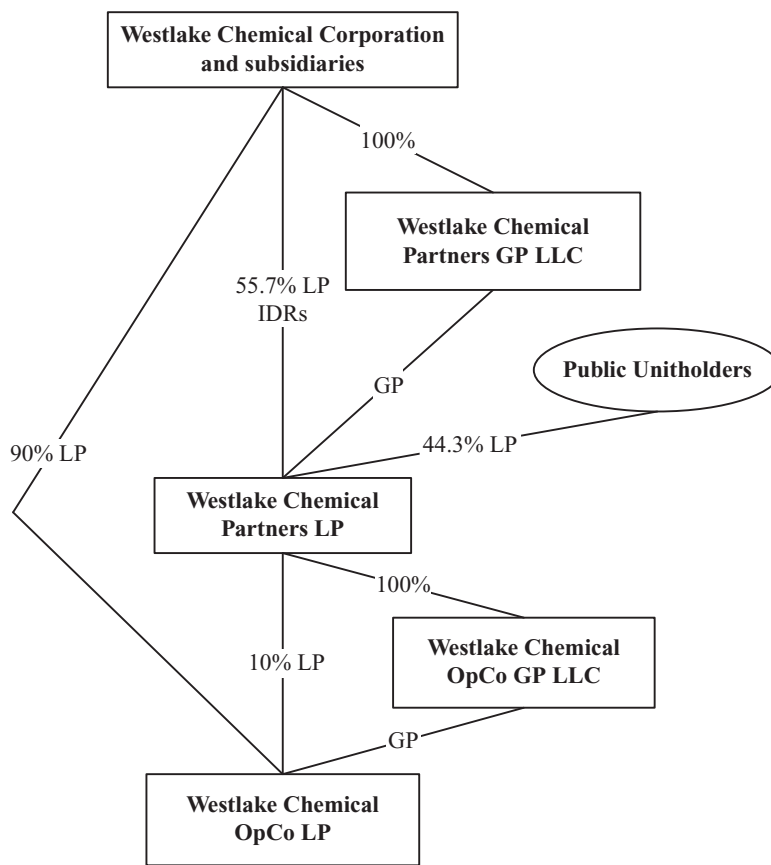 Westlake Chemical Corporation
and subsidiaries
100%
Westlake Chemical
Partners GP LLC
55.7% LP
IDRs
Public Unitholders
GP
44.3% LP
90% LP
Westlake Chemical
Partners LP
100%
Westlake Chemical
OpCo GP LLC
10% LP
GP
Westlake Chemical
OpCo LP